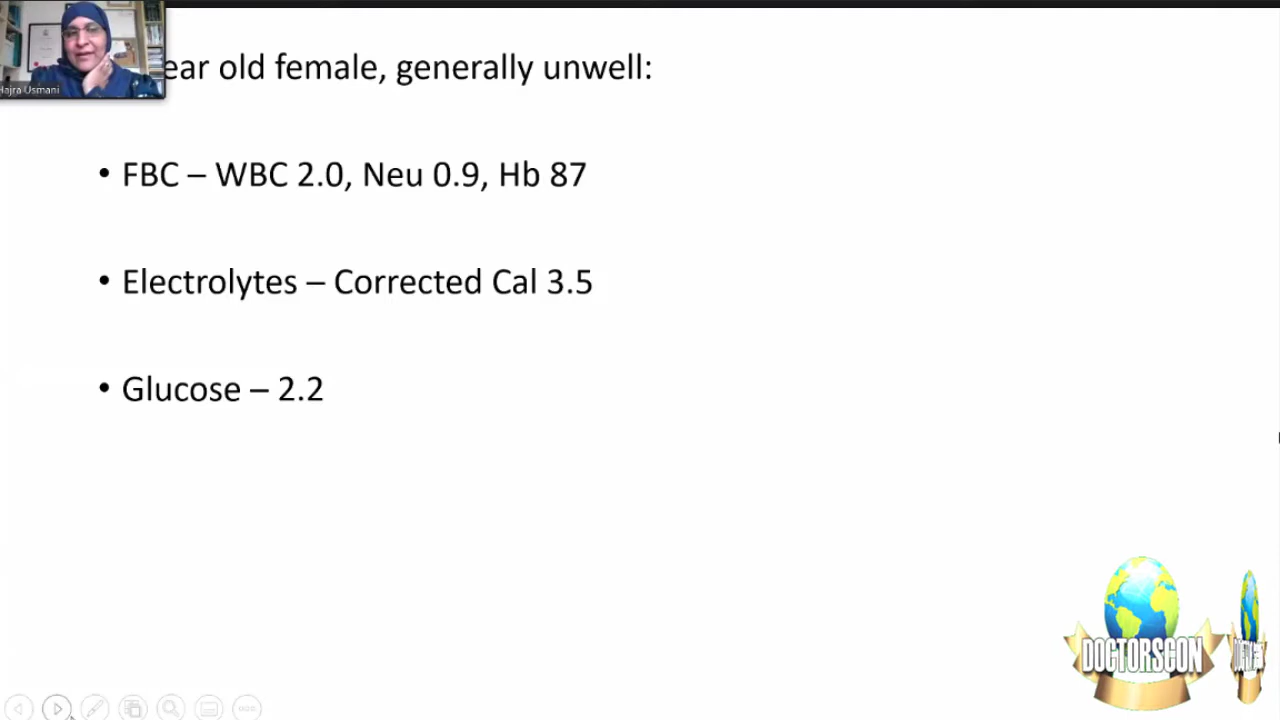 ear old female, generally unwell:
• FBC – WBC 2.0, Neu 0.9, Hb 87
• Electrolytes – Corrected Cal 3.5
• Glucose – 2.2
Hajra Usmani
DOCTORSCON